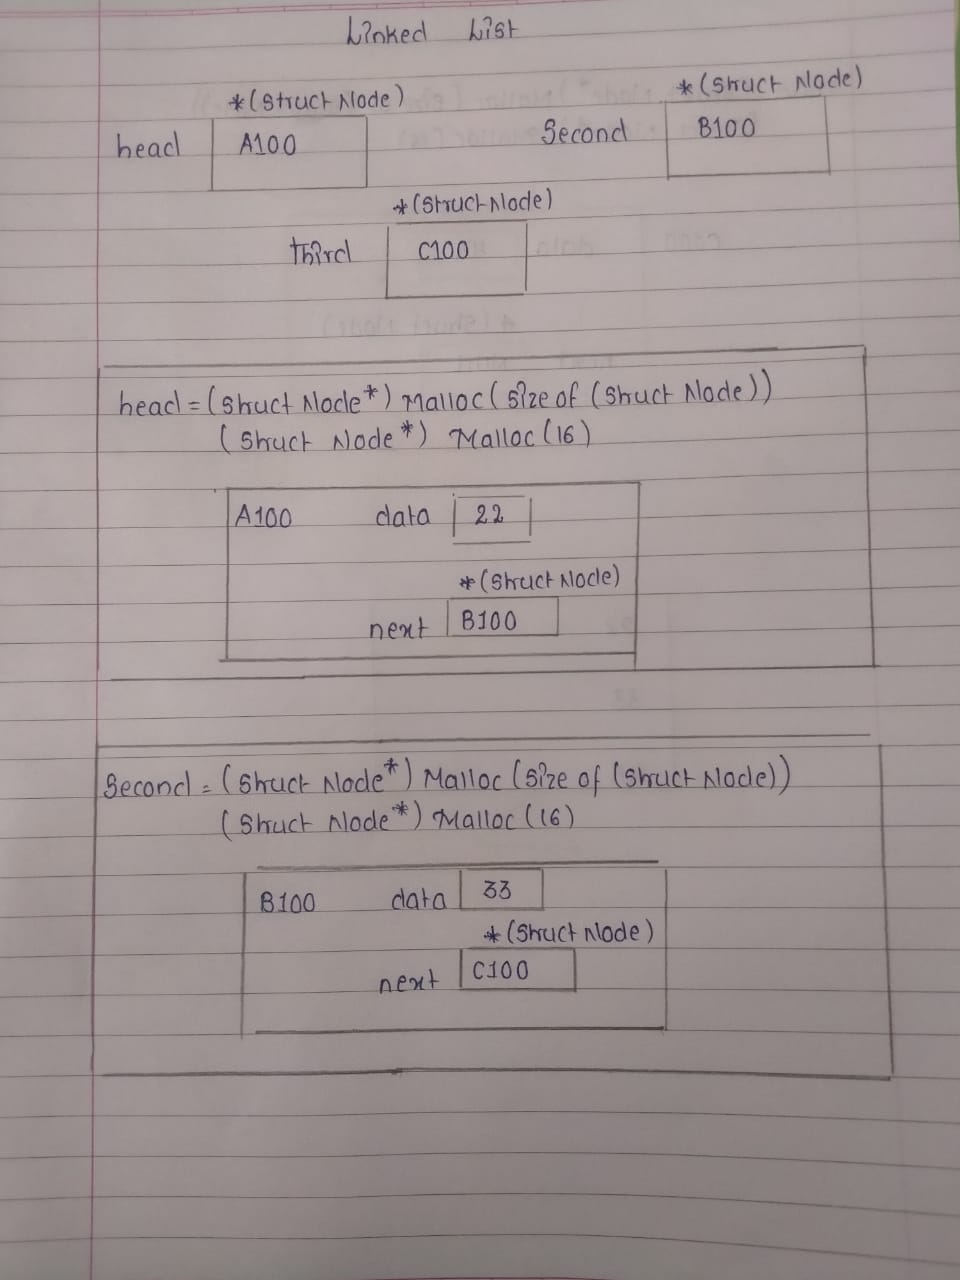 Linked List
*(Struct Node)
*(Struct Node)
head A100
Second B100
*(Struct Node)
third C100
head = (Struct Node*) Malloc (Size of (Struct Node))
(Struct Node*) Malloc (16)
A100 data 22
*(Struct Node)
next B100
Second = (Struct Node*) Malloc (Size of (Struct Node))
(Struct Node*) Malloc (16)
B100 data 33
*(Struct Node)
next C100